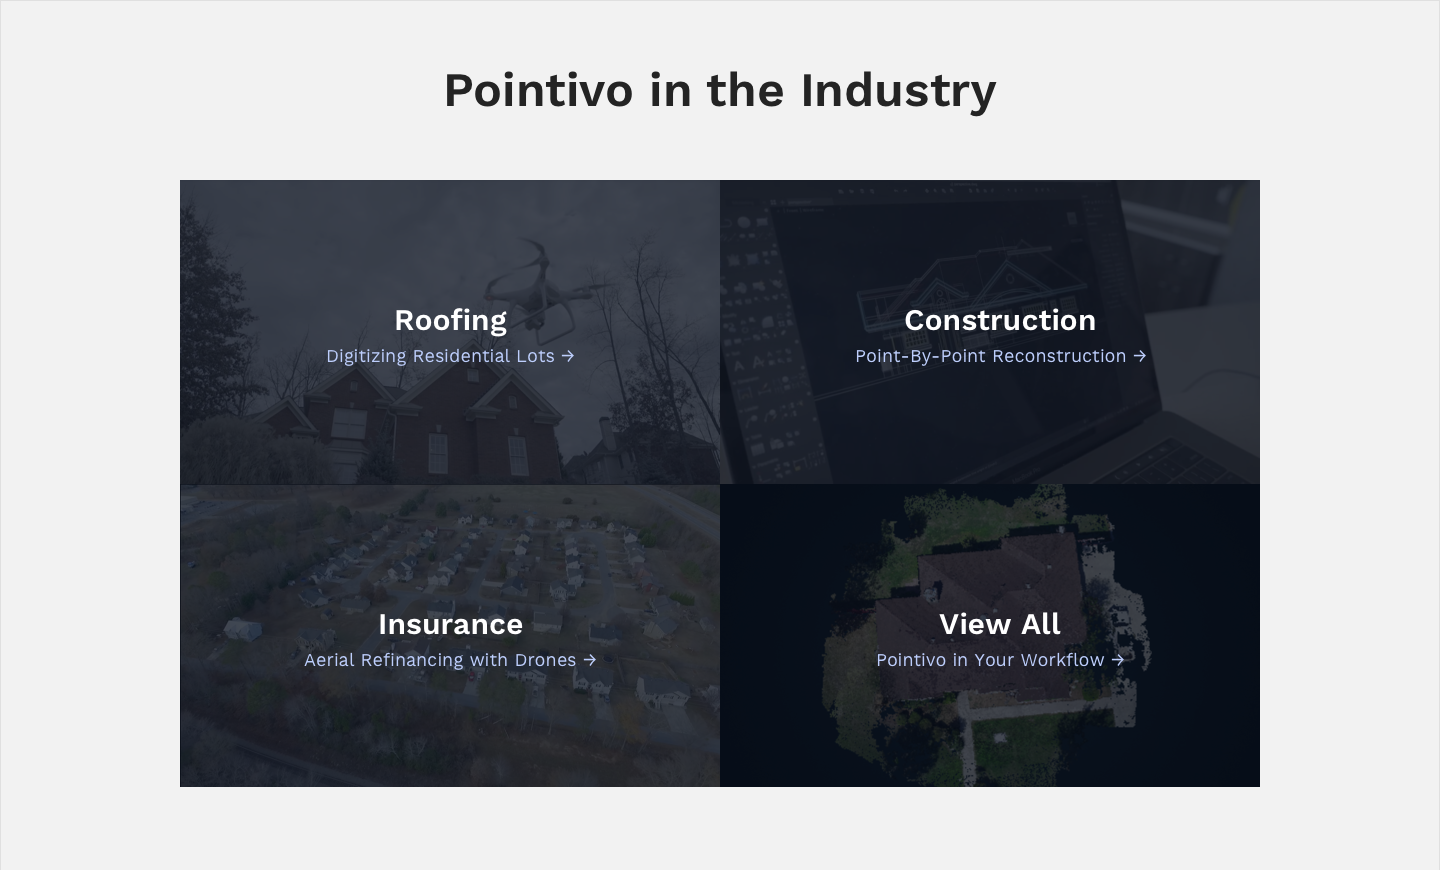 Pointivo in the Industry
Roofing
Digitizing Residential Lots →
Construction
Point-By-Point Reconstruction →
Insurance
Aerial Refinancing with Drones →
View All
Pointivo in Your Workflow →